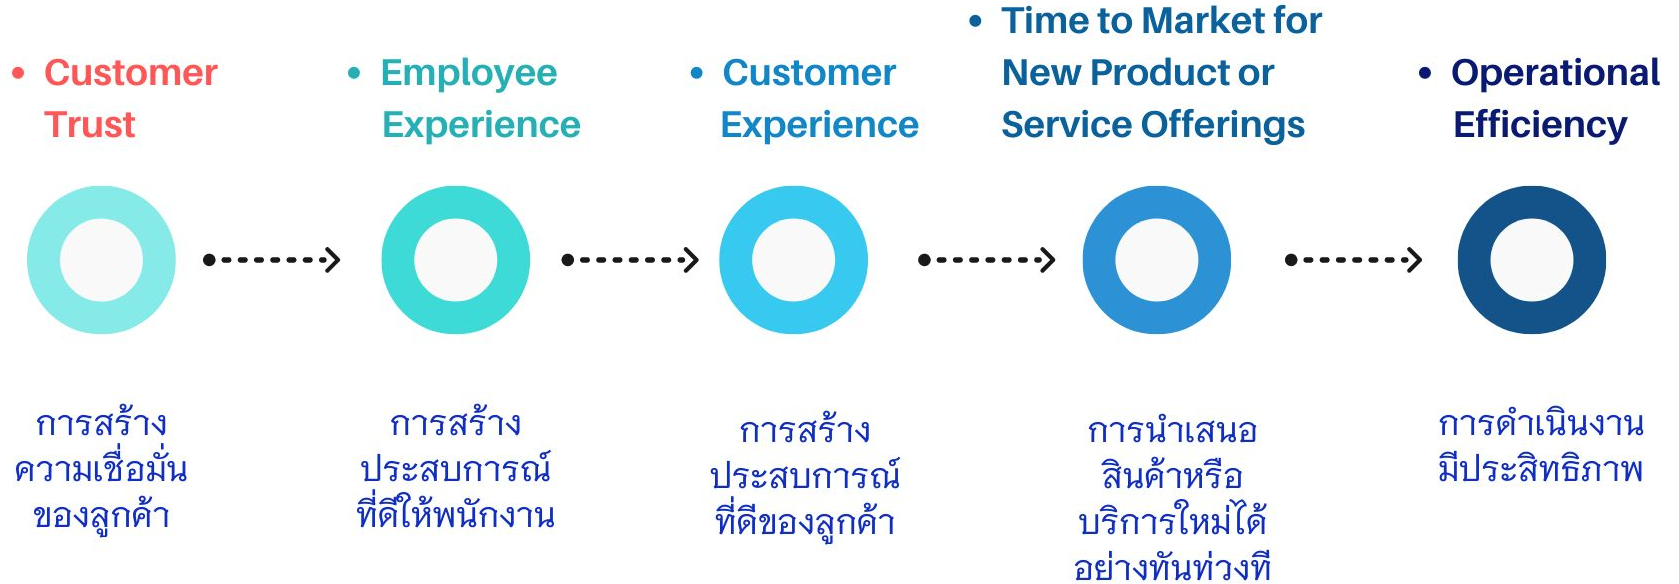 • Customer
Trust
• Employee
Experience
• Customer
Experience
• Time to Market for
New Product or
Service Offerings
• Operational
Efficiency
การสร้าง
ความเชื่อมั่น
ของลูกค้า
การสร้าง
ประสบการณ์
ที่ดีให้พนักงาน
การสร้าง
ประสบการณ์
ที่ดีของลูกค้า
การนำเสนอ
สินค้าหรือ
บริการใหม่ได้
อย่างทันท่วงที
การดำเนินงาน
มีประสิทธิภาพ